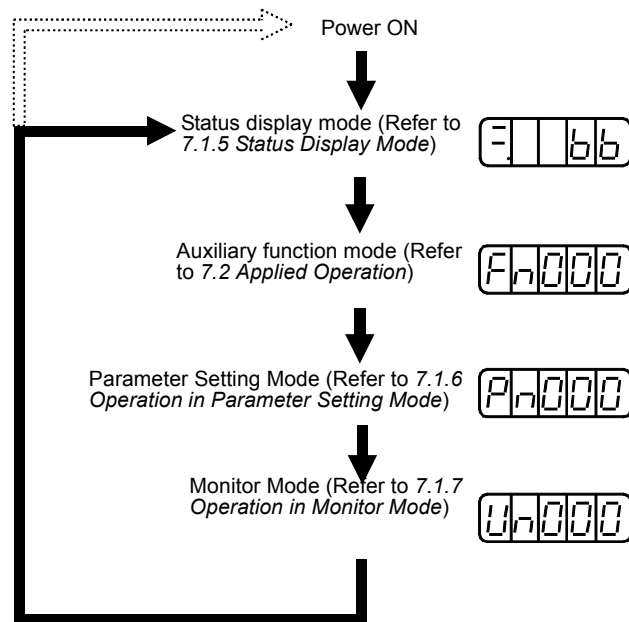 Power ON
Status display mode (Refer to
7.1.5 Status Display Mode)
bb
Auxiliary function mode (Refer
to 7.2 Applied Operation)
Fn000
Parameter Setting Mode (Refer to 7.1.6
Operation in Parameter Setting Mode)
Pn000
Monitor Mode (Refer to 7.1.7
Operation in Monitor Mode)
Un000